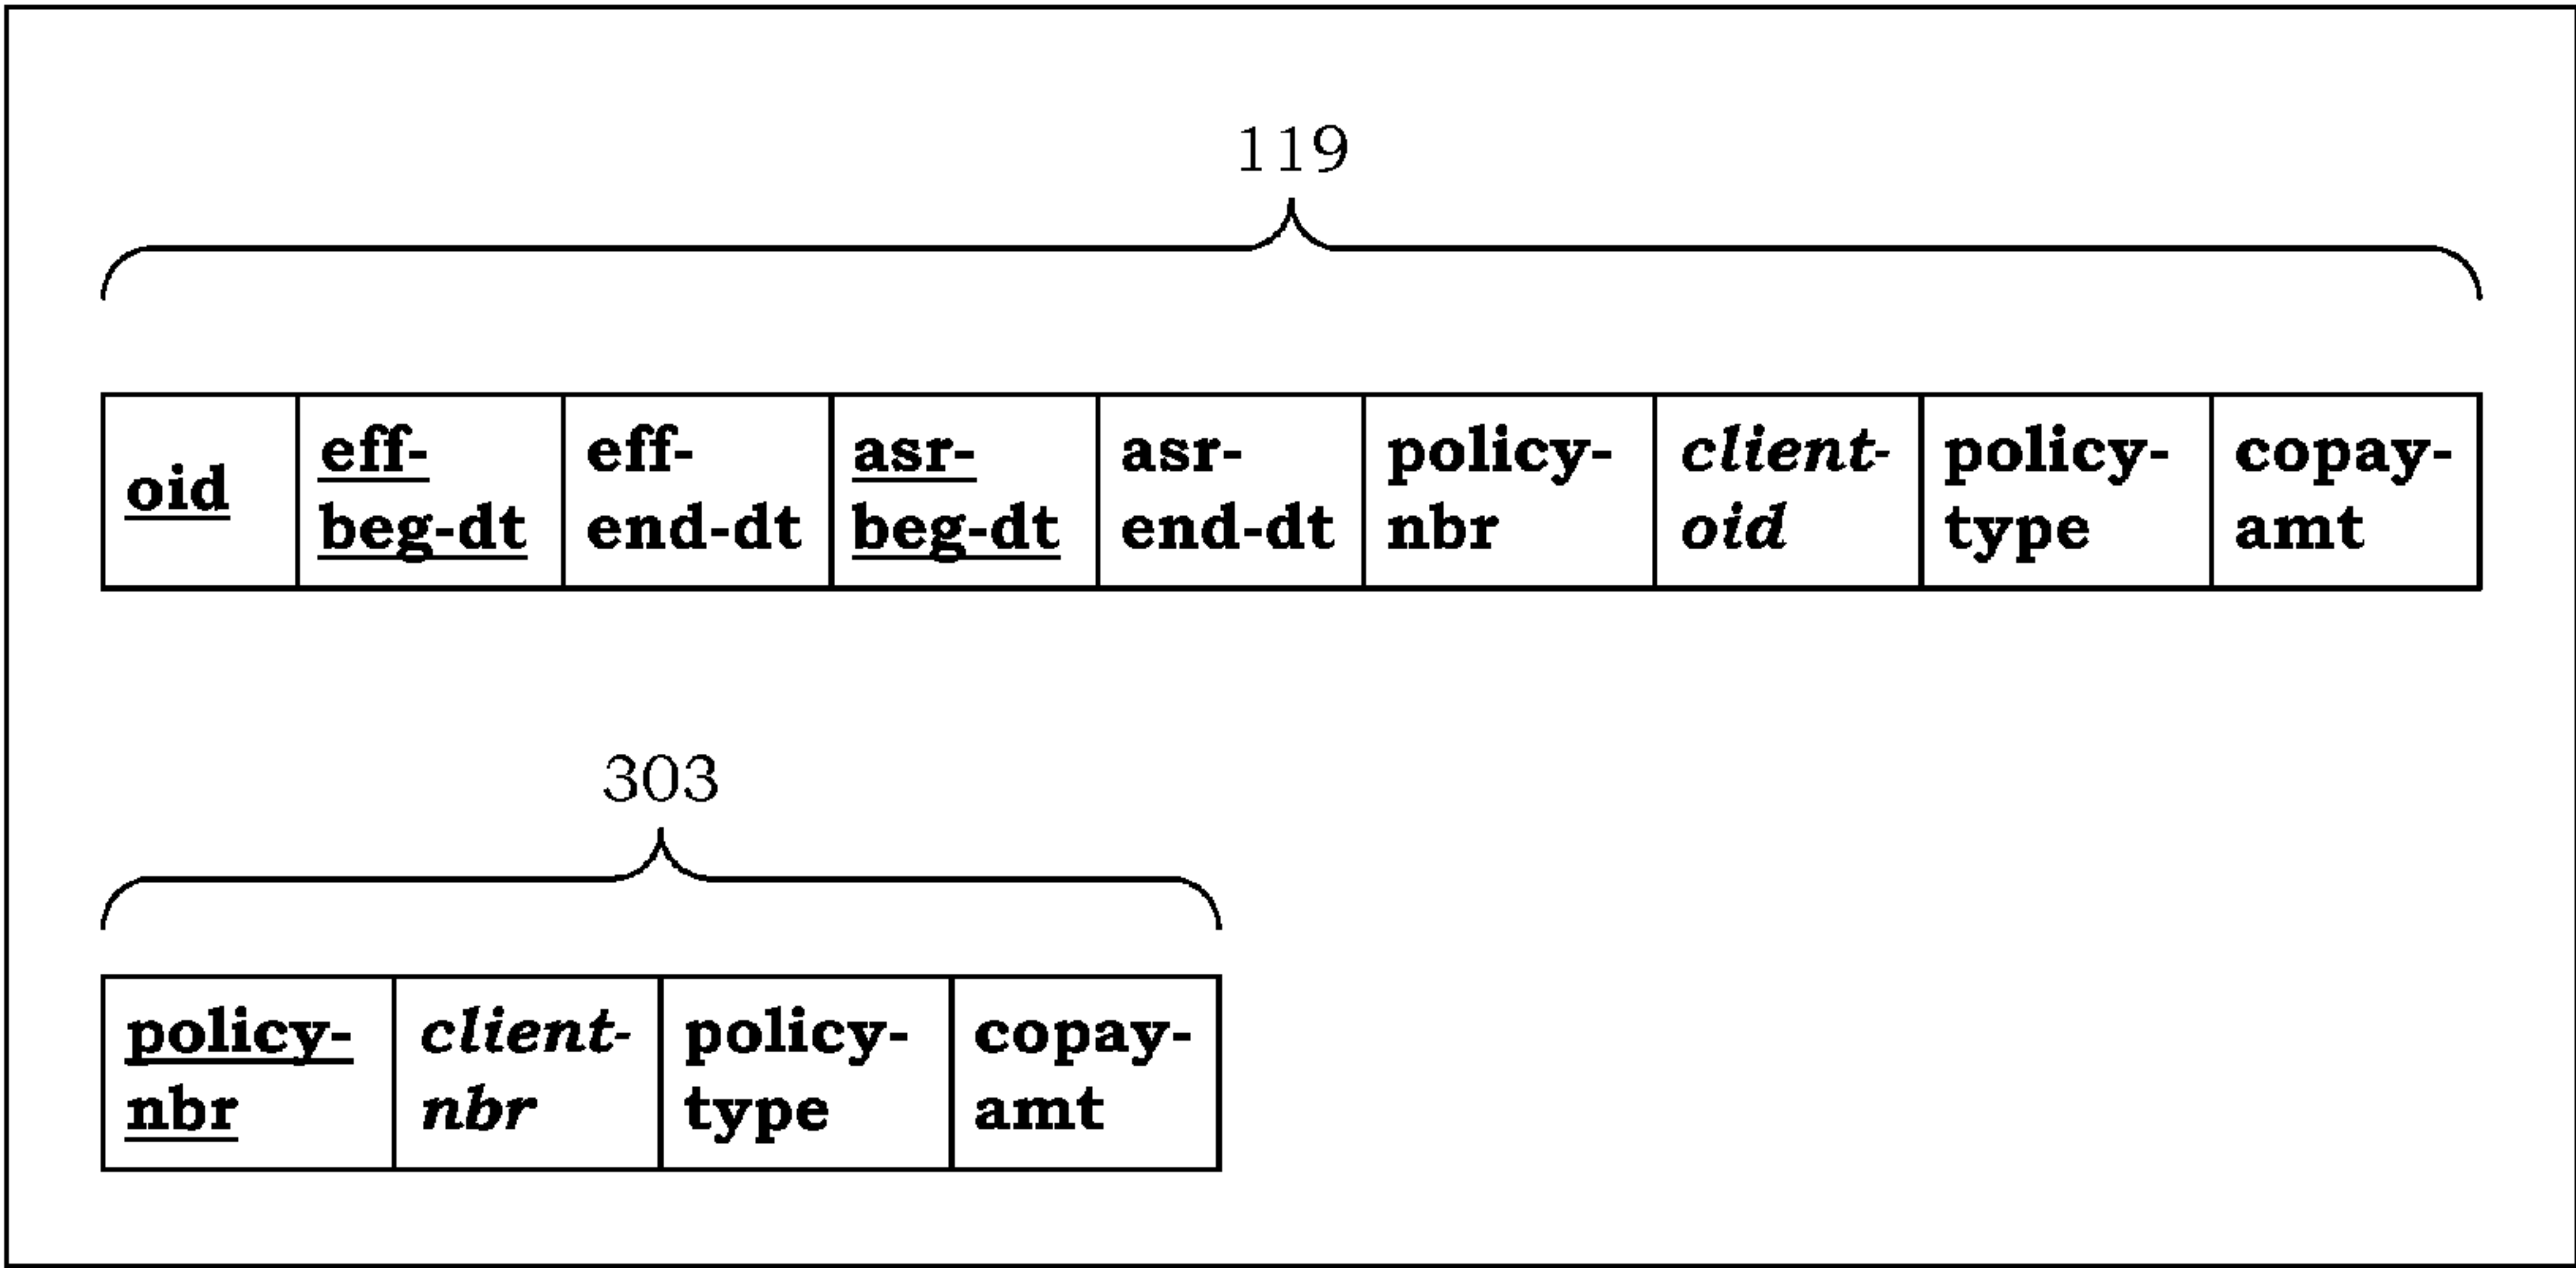 119
oid eff- eff- asr- asr- policy- client- policy- copay-
beg-dt end-dt beg-dt end-dt nbr oid type amt
303
policy- client- policy- copay-
nbr nbr type amt